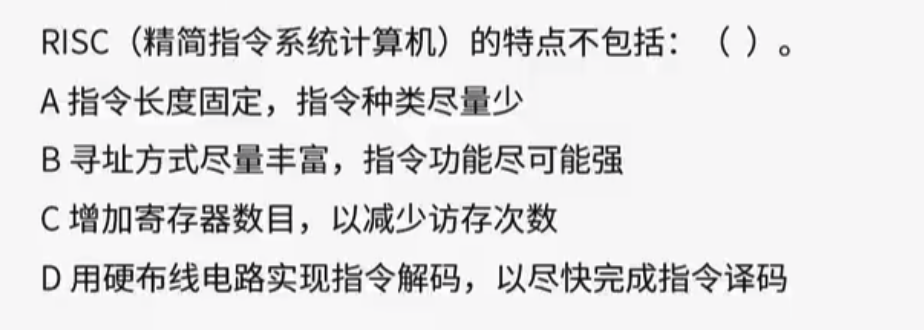 RISC（精简指令系统计算机）的特点不包括：（ ）。
A 指令长度固定，指令种类尽量少
B 寻址方式尽量丰富，指令功能尽可能强
C 增加寄存器数目，以减少访存次数
D 用硬布线电路实现指令解码，以尽快完成指令译码